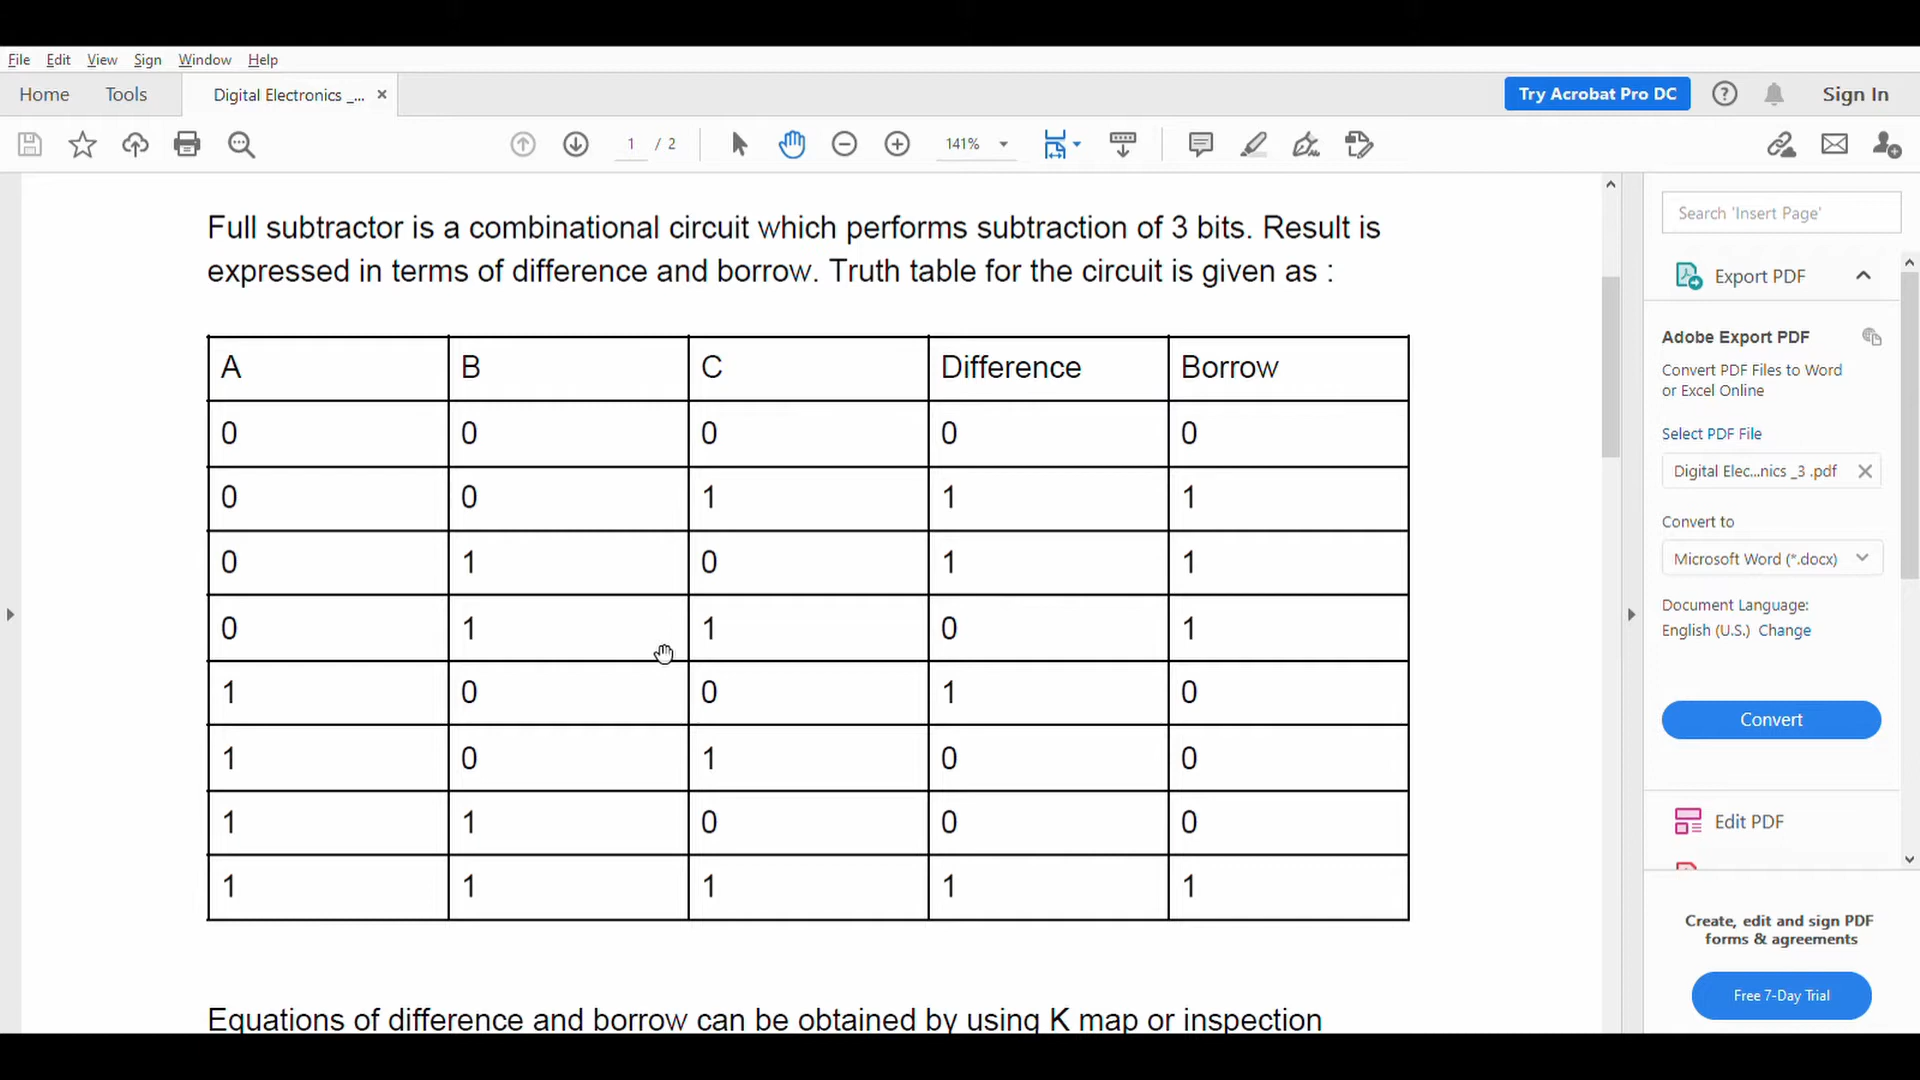 File Edit View Sign Window Help
Home Tools Digital Electronics _... Try Acrobat Pro DC Sign In
1 / 2 141%
Full subtractor is a combinational circuit which performs subtraction of 3 bits. Result is
expressed in terms of difference and borrow. Truth table for the circuit is given as :
A B C Difference Borrow
0 0 0 0 0
0 0 1 1 1
0 1 0 1 1
0 1 1 0 1
1 0 0 1 0
1 0 1 0 0
1 1 0 0 0
1 1 1 1 1
Equations of difference and borrow can be obtained by using K map or inspection
Search 'Insert Page'
Export PDF
Adobe Export PDF
Convert PDF Files to Word
or Excel Online
Select PDF File
Digital Elec...nics _3 .pdf
Convert to
Microsoft Word (*.docx)
Document Language:
English (U.S.) Change
Convert
Edit PDF
Create, edit and sign PDF
forms & agreements
Free 7-Day Trial